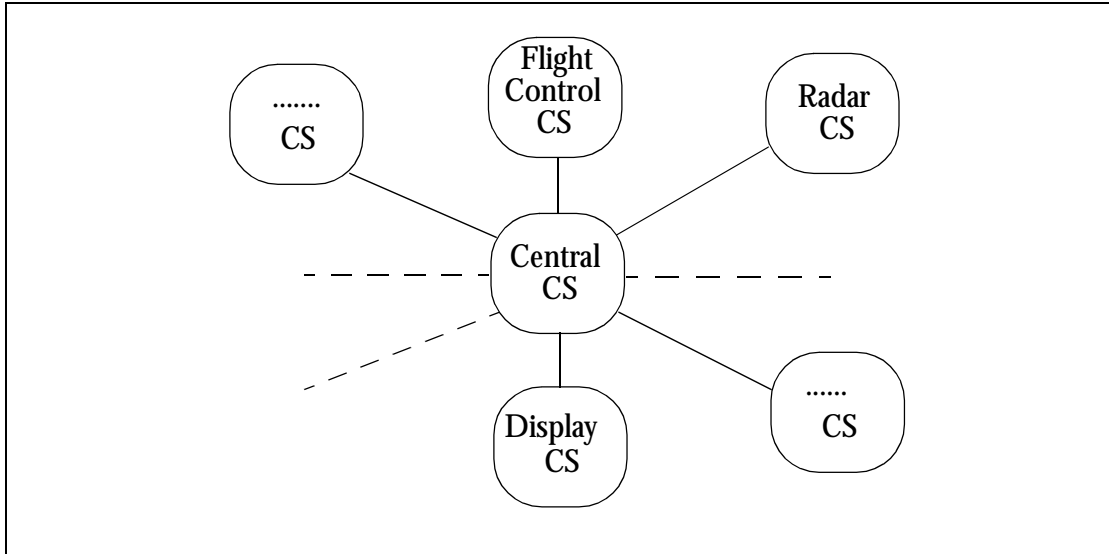 .......
CS
Flight
Control
CS
Radar
CS
Central
CS
Display
CS
......
CS